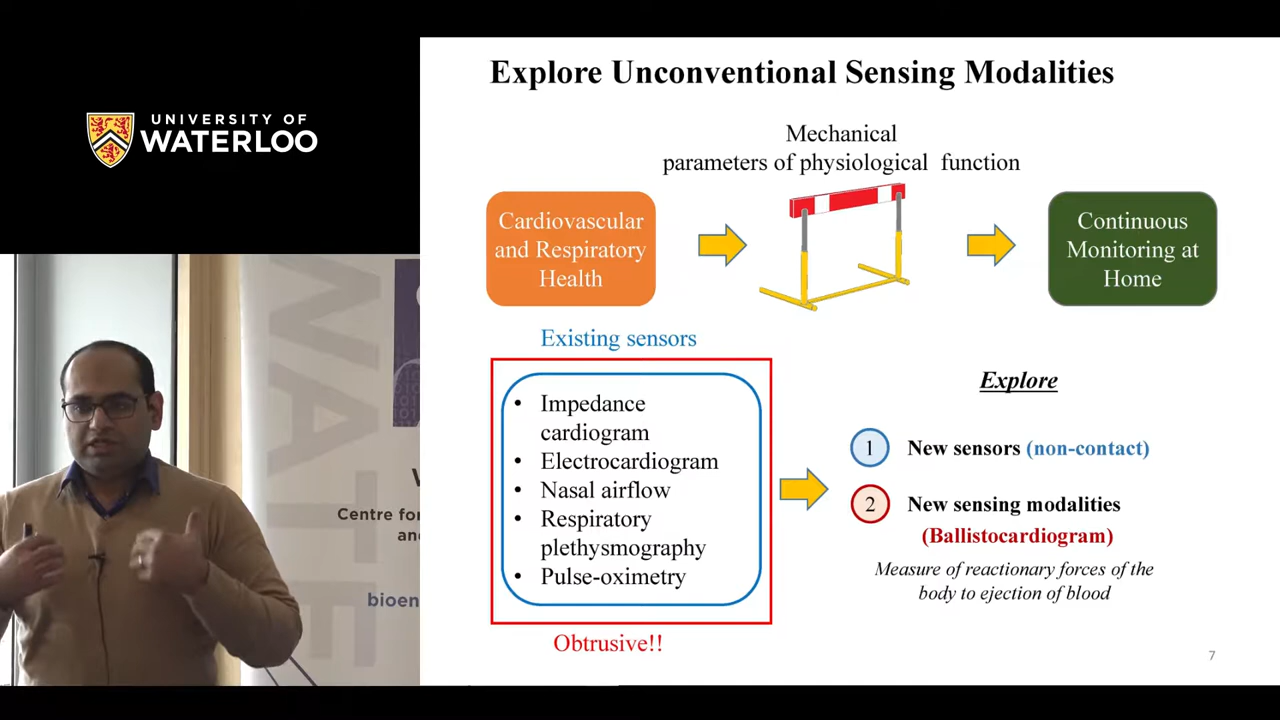 UNIVERSITY OF
WATERLOO
Explore Unconventional Sensing Modalities
Mechanical
parameters of physiological function
Cardiovascular
and Respiratory
Health
Continuous
Monitoring at
Home
Existing sensors
• Impedance
cardiogram
• Electrocardiogram
• Nasal airflow
• Respiratory
plethysmography
• Pulse-oximetry
Obtrusive!!
Explore
1 New sensors (non-contact)
2 New sensing modalities
(Ballistocardiogram)
Measure of reactionary forces of the
body to ejection of blood
7
WATE
W
Centre fo
an
bioen